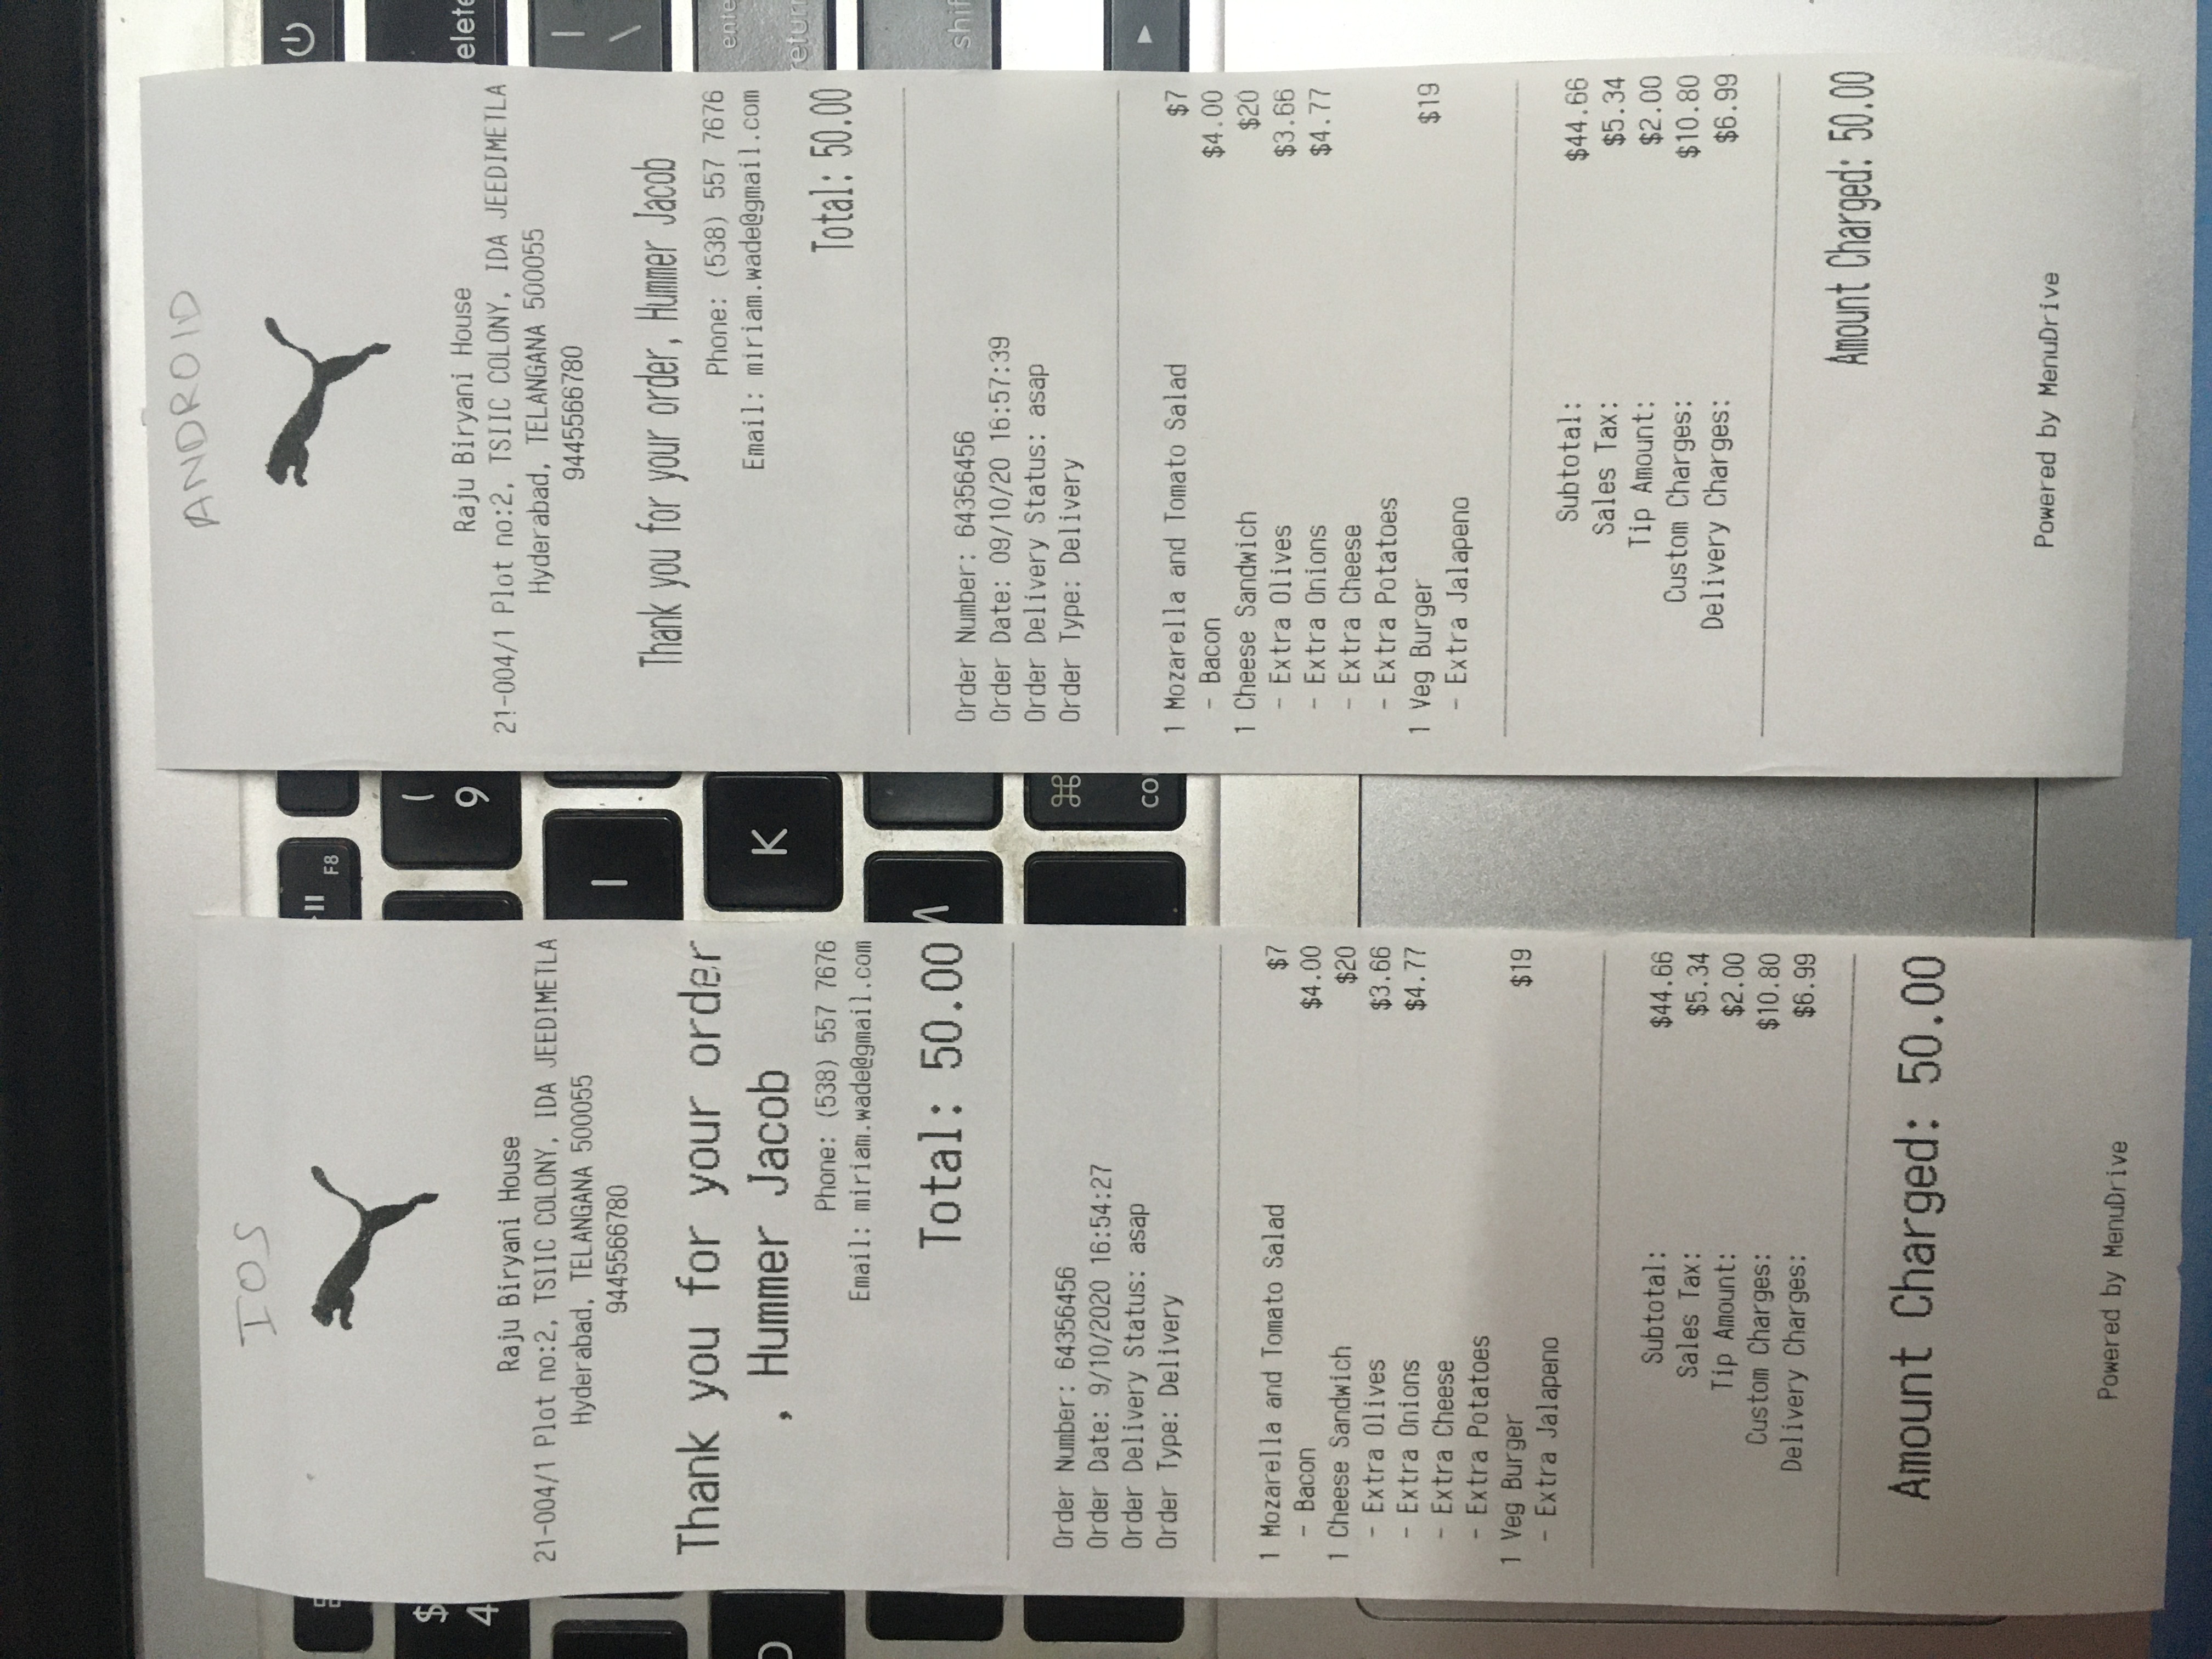 IOS
Raju Biryani House
21-004/1 Plot no:2, TSIIC COLONY, IDA JEEDIMETLA
Hyderabad, TELANGANA 500055
9445566780
Thank you for your order
, Hummer Jacob
Phone: (538) 557 7676
Email: miriam.wade@gmail.com
Total: 50.00
Order Number: 64356456
Order Date: 9/10/2020 16:54:27
Order Delivery Status: asap
Order Type: Delivery
1 Mozarella and Tomato Salad $7
- Bacon $4.00
1 Cheese Sandwich $20
- Extra Olives $3.66
- Extra Onions $4.77
- Extra Cheese
- Extra Potatoes
1 Veg Burger $19
- Extra Jalapeno
Subtotal: $44.66
Sales Tax: $5.34
Tip Amount: $2.00
Custom Charges: $10.80
Delivery Charges: $6.99
Amount Charged: 50.00
Powered by MenuDrive
ANDROID
Raju Biryani House
21-004/1 Plot no:2, TSIIC COLONY, IDA JEEDIMETLA
Hyderabad, TELANGANA 500055
9445566780
Thank you for your order, Hummer Jacob
Phone: (538) 557 7676
Email: miriam.wade@gmail.com
Total: 50.00
Order Number: 64356456
Order Date: 09/10/20 16:57:39
Order Delivery Status: asap
Order Type: Delivery
1 Mozarella and Tomato Salad $7
- Bacon $4.00
1 Cheese Sandwich $20
- Extra Olives $3.66
- Extra Onions $4.77
- Extra Cheese
- Extra Potatoes
1 Veg Burger $19
- Extra Jalapeno
Subtotal: $44.66
Sales Tax: $5.34
Tip Amount: $2.00
Custom Charges: $10.80
Delivery Charges: $6.99
Amount Charged: 50.00
Powered by MenuDrive
F8
$
4
(
9
I
K
|
\
⌘